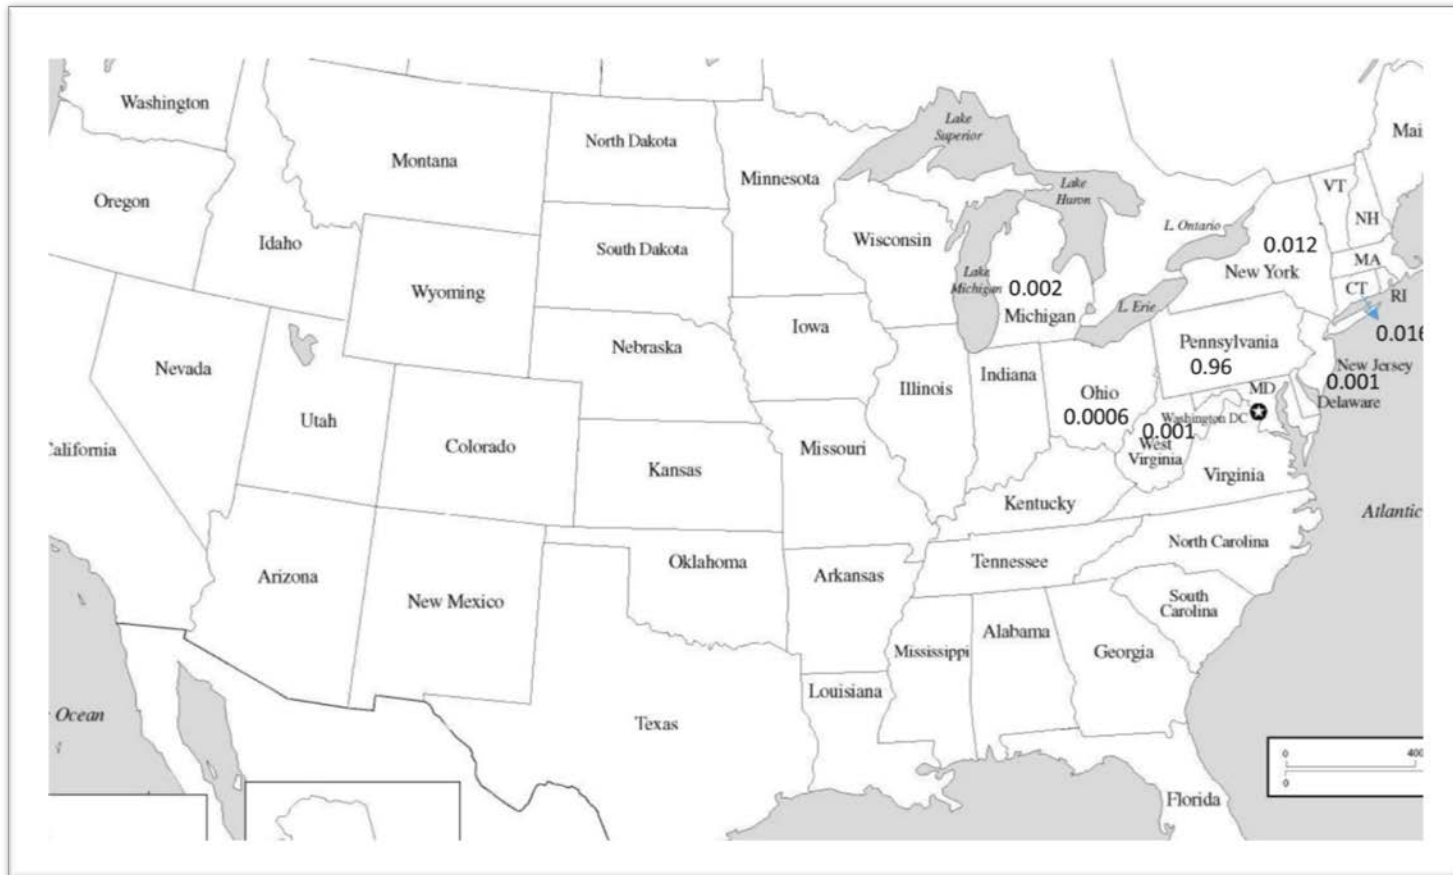 Washington
Montana
North Dakota
Minnesota
Lake
Superior
Mai
Oregon
Idaho
South Dakota
Wisconsin
Lake
Huron
L. Ontario
VT
NH
0.012
New York
MA
CT
RI
Wyoming
Lake
Michigan
0.002
Michigan
L. Erie
0.016
Iowa
Nebraska
Nevada
Utah
Colorado
Illinois
Indiana
Ohio
0.0006
Pennsylvania
0.96
New Jersey
0.001
MD
Delaware
Washington DC
0.001
West
Virginia
Virginia
alifornia
Kansas
Missouri
Kentucky
Atlantic
Arizona
New Mexico
Oklahoma
Arkansas
Tennessee
North Carolina
South
Carolina
Mississippi
Alabama
Georgia
Louisiana
Texas
Ocean
Florida
0
400
0